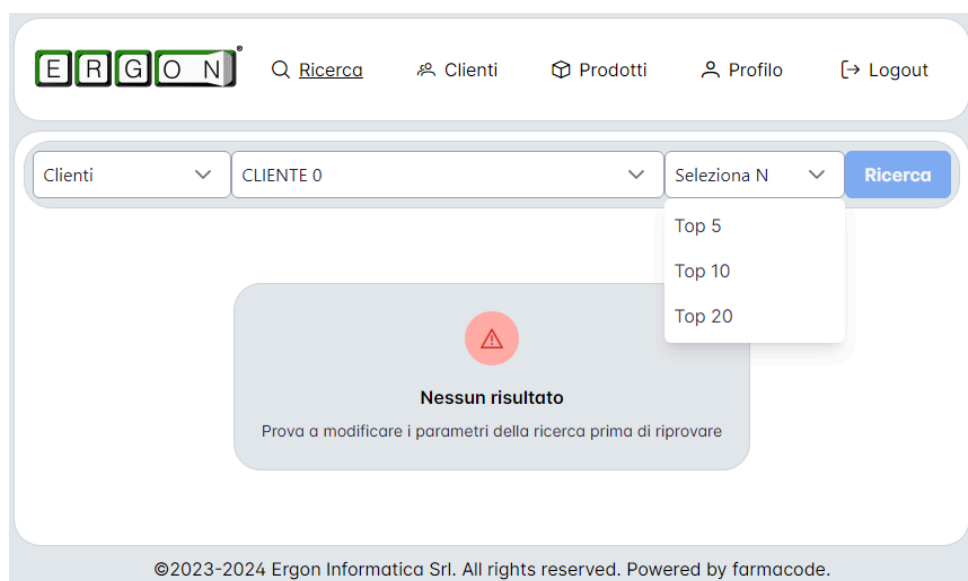 ERGON® Ricerca Clienti Prodotti Profilo Logout
Clienti CLIENTE 0 Seleziona N Ricerca
Top 5
Top 10
Top 20
Nessun risultato
Prova a modificare i parametri della ricerca prima di riprovare
©2023-2024 Ergon Informatica Srl. All rights reserved. Powered by farmacode.